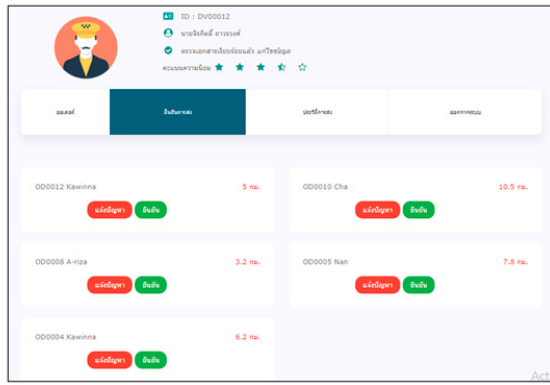 ID : DV00012
นายจิรกิตติ์ ถาวรวงศ์
ตรวจเอกสารเรียบร้อยแล้ว แก้ไขข้อมูล
คะแนนความนิยม
ออเดอร์
ยืนยันการส่ง
ประวัติการส่ง
ออกจากระบบ
OD0012 Kawinna 5 กม.
แจ้งปัญหา ยืนยัน
OD0010 Cha 10.5 กม.
แจ้งปัญหา ยืนยัน
OD0008 A-riza 3.2 กม.
แจ้งปัญหา ยืนยัน
OD0005 Nan 7.8 กม.
แจ้งปัญหา ยืนยัน
OD0004 Kawinna 6.2 กม.
แจ้งปัญหา ยืนยัน